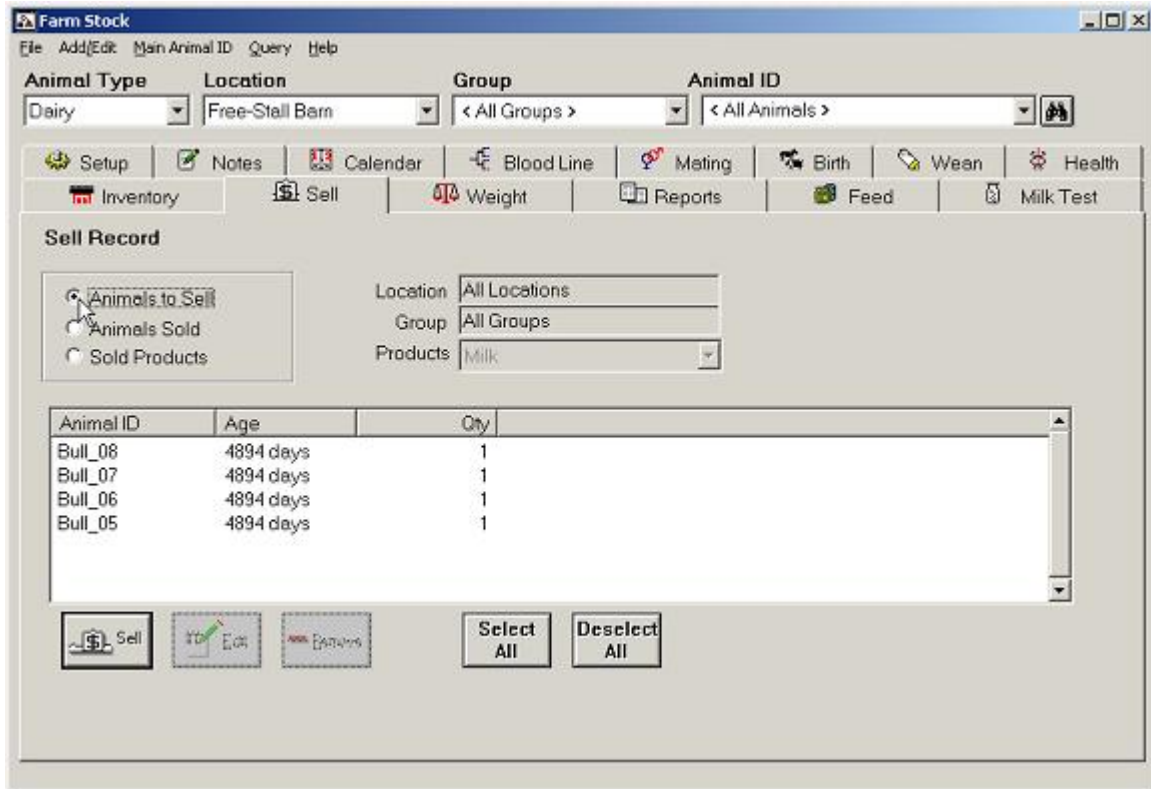 Farm Stock
File Add/Edit Main Animal ID Query Help
Animal Type Location Group Animal ID
Dairy Free-Stall Barn < All Groups > < All Animals >
Setup Notes Calendar Blood Line Mating Birth Wean Health
Inventory Sell Weight Reports Feed Milk Test
Sell Record
Animals to Sell
Animals Sold
Sold Products
Location All Locations
Group All Groups
Products Milk
Animal ID Age Qty
Bull_08 4894 days 1
Bull_07 4894 days 1
Bull_06 4894 days 1
Bull_05 4894 days 1
Sell Edit Remove Select All Deselect All